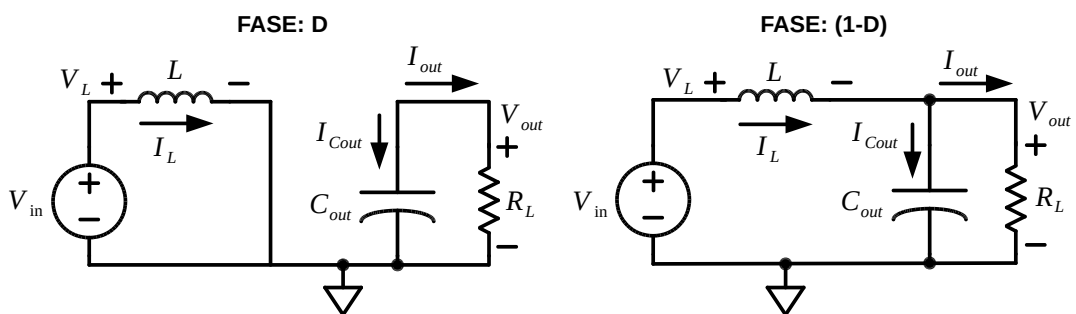 FASE: D
I_out
V_L + L −
I_L
I_Cout
V_out
+
V_in
+
−
C_out
R_L
−
FASE: (1-D)
I_out
V_L + L −
I_L
I_Cout
V_out
+
V_in
+
−
C_out
R_L
−